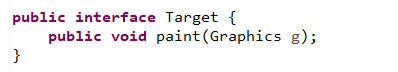 public interface Target {
    public void paint(Graphics g);
}